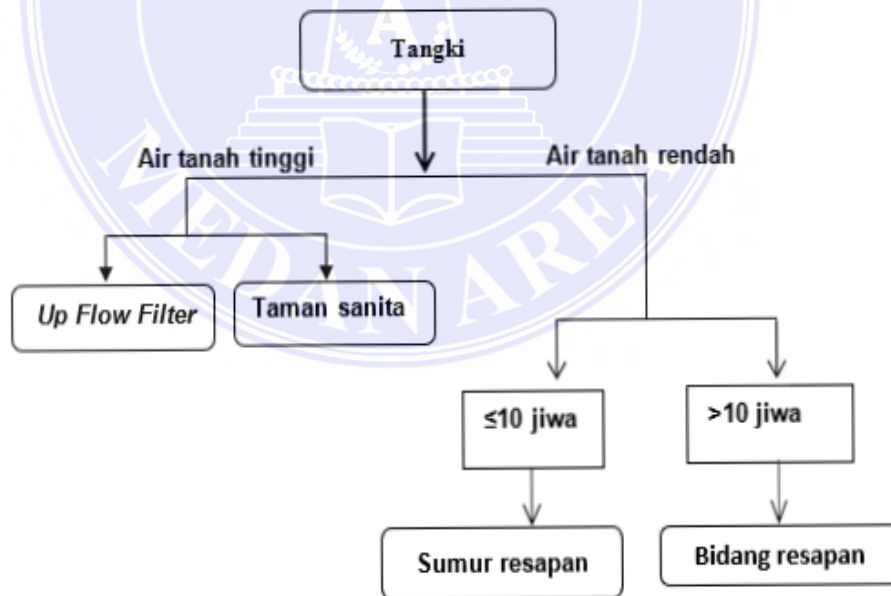 Tangki
Air tanah tinggi
Air tanah rendah
Up Flow Filter
Taman sanita
≤10 jiwa
>10 jiwa
Sumur resapan
Bidang resapan
A
MEDAN AREA